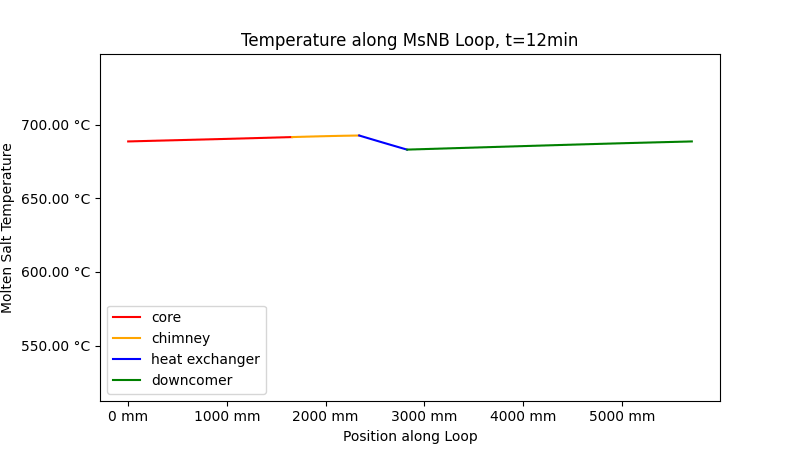 Temperature along MsNB Loop, t=12min
Molten Salt Temperature
700.00 °C
650.00 °C
600.00 °C
550.00 °C
core
chimney
heat exchanger
downcomer
0 mm
1000 mm
2000 mm
3000 mm
4000 mm
5000 mm
Position along Loop